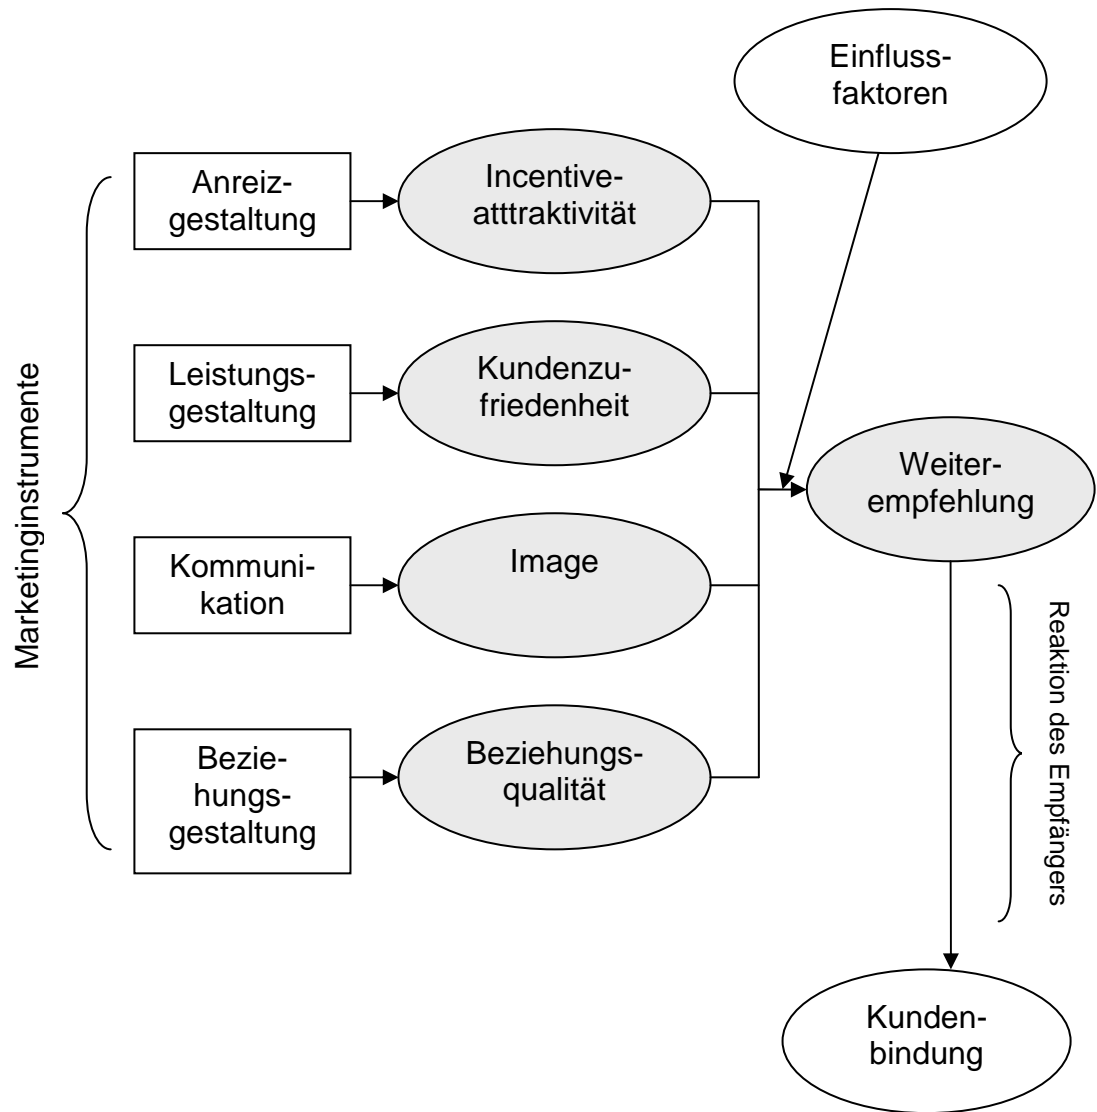 Einfluss-
faktoren
Anreiz-
gestaltung
Incentive-
atttraktivität
Leistungs-
gestaltung
Kundenzu-
friedenheit
Marketinginstrumente
Weiter-
empfehlung
Kommuni-
kation
Image
Reaktion des Empfängers
Bezie-
hungs-
gestaltung
Beziehungs-
qualität
Kunden-
bindung